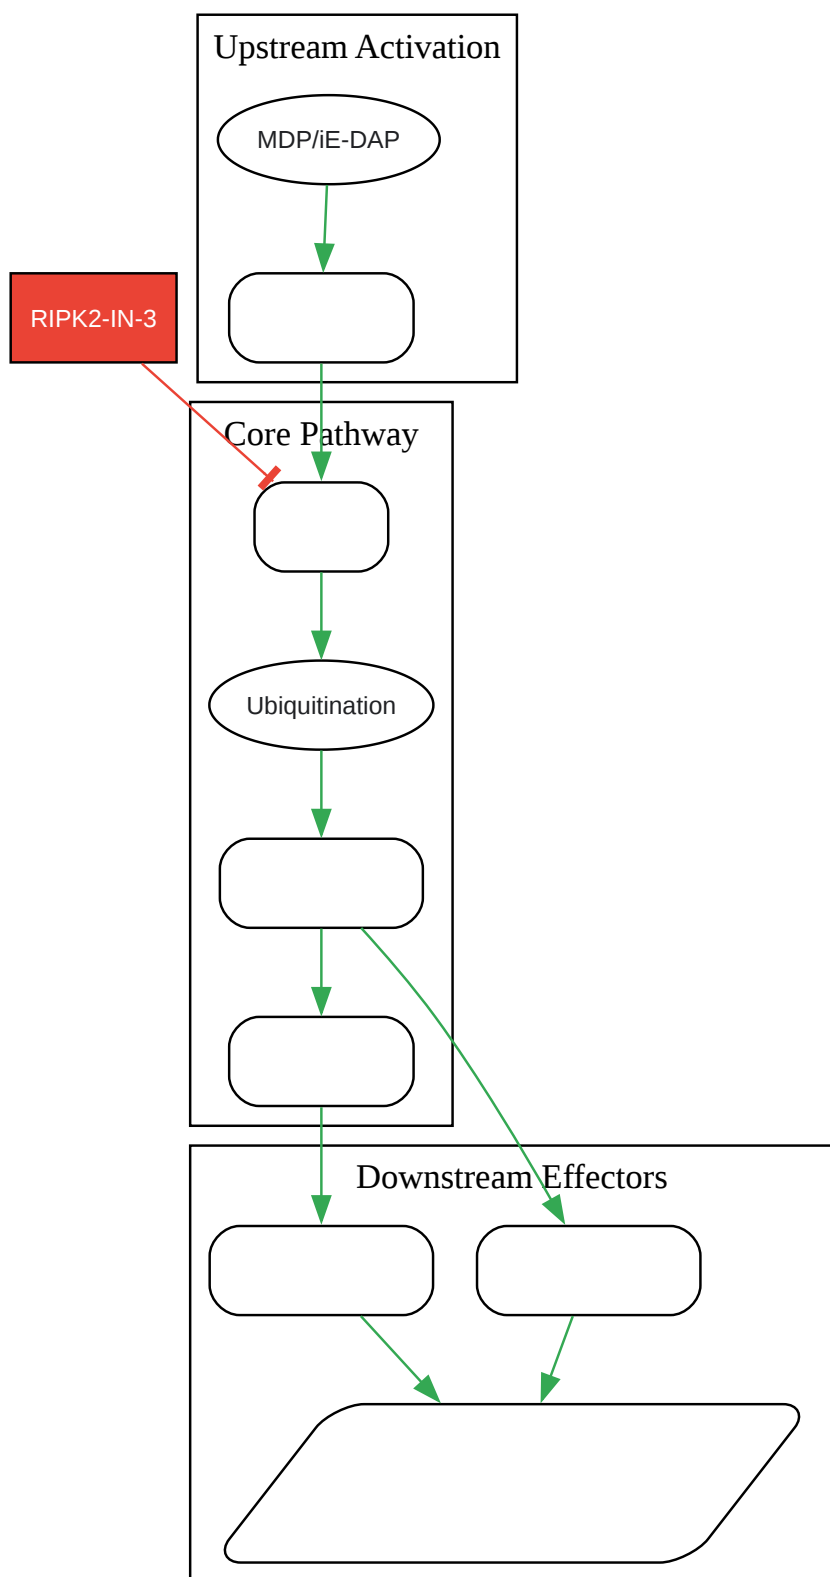 Upstream Activation
MDP/iE-DAP
RIPK2-IN-3
Core Pathway
Ubiquitination
Downstream Effectors